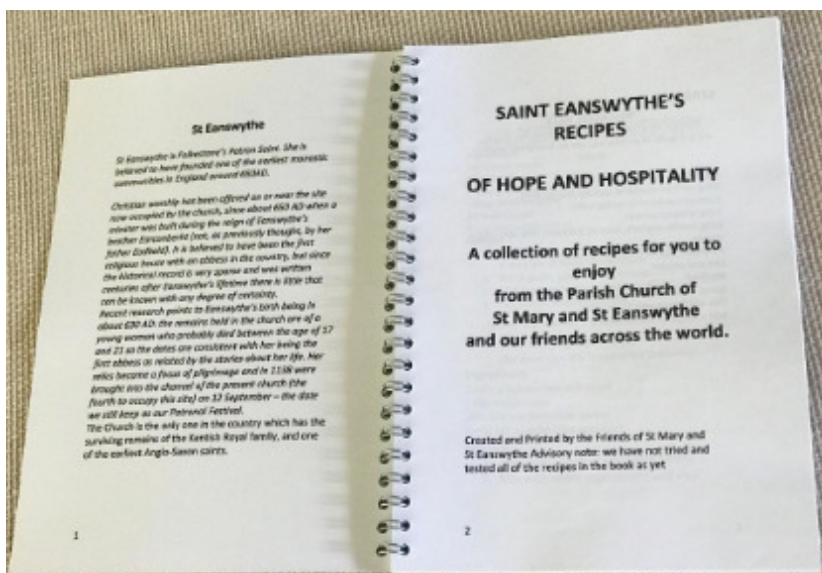 St Eanswythe
St Eanswythe is Folkestone's Patron Saint. She is
believed to have founded one of the earliest monastic
communities in England around 660AD.
Christian worship has been offered on or near the site
now occupied by the church, since about 660 AD when a
minster was built during the reign of Eanswythe's
brother (not, as previously thought, by her
father Eadbald). It is believed to have been the first
religious house with an abbess in the country, but since
the historical record is very sparse and was written
centuries after Eanswythe's lifetime there is little that
can be known with any degree of certainty.
Recent research points to Eanswythe's birth being in
about 630 AD. the remains held in the church are of a
young woman who probably died between the age of 17
and 21 so the dates are consistent with her being the
first abbess as related by the stories about her life. Her
relics became a focus of pilgrimage and in 1138 were
brought into the chancel of the present church (the
fourth to occupy this site) on 12 September – the date
we still keep as our Patronal Festival.
The Church is the only one in the country which has the
surviving remains of the Kentish Royal family, and one
of the earliest Anglo-Saxon saints.
1
SAINT EANSWYTHE'S
RECIPES
OF HOPE AND HOSPITALITY
A collection of recipes for you to
enjoy
from the Parish Church of
St Mary and St Eanswythe
and our friends across the world.
Created and Printed by the Friends of St Mary and
St Eanswythe Advisory note: we have not tried and
tested all of the recipes in the book as yet
2